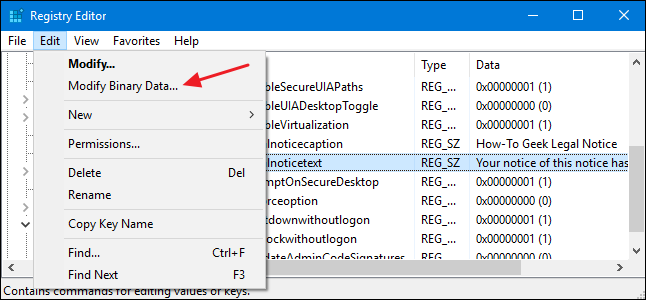 Registry Editor
File Edit View Favorites Help
Modify...
Modify Binary Data...
New
Permissions...
Delete Del
Rename
Copy Key Name
Find... Ctrl+F
Find Next F3
Type Data
bleSecureUIAPaths REG_... 0x00000001 (1)
bleUIADesktopToggle REG_... 0x00000000 (0)
bleVirtualization REG_... 0x00000001 (1)
lnoticecaption REG_SZ How-To Geek Legal Notice
lnoticetext REG_SZ Your notice of this notice has
mptOnSecureDesktop REG_... 0x00000001 (1)
orceoption REG_... 0x00000000 (0)
tdownwithoutlogon REG_... 0x00000001 (1)
ockwithoutlogon REG_... 0x00000001 (1)
dateAdminCodeSignatures REG_... 0x00000000 (0)
Contains commands for editing values or keys.